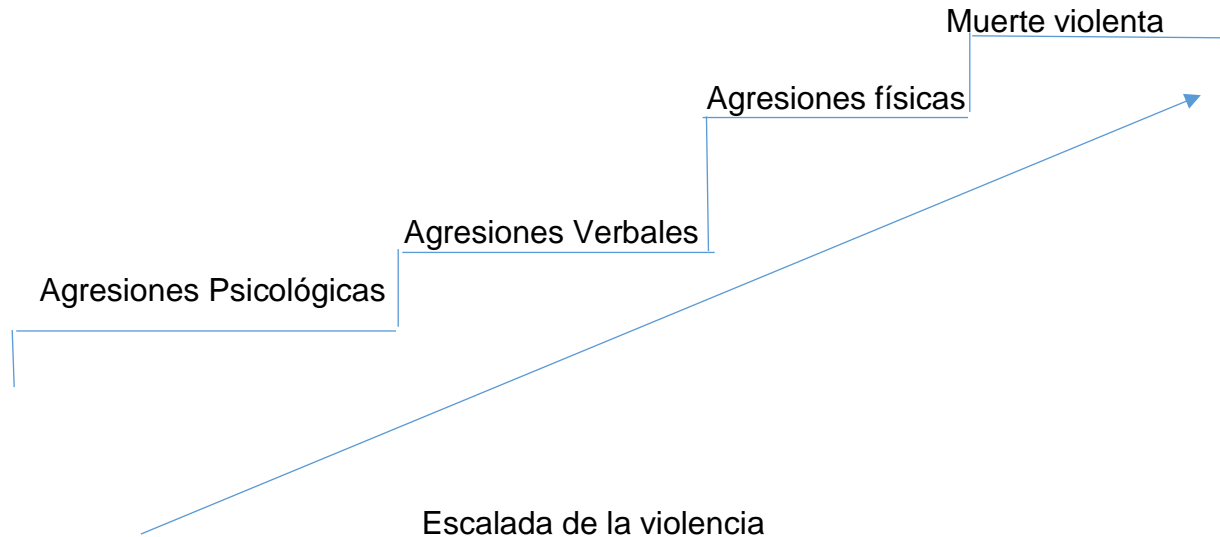 Muerte violenta
Agresiones físicas
Agresiones Verbales
Agresiones Psicológicas
Escalada de la violencia